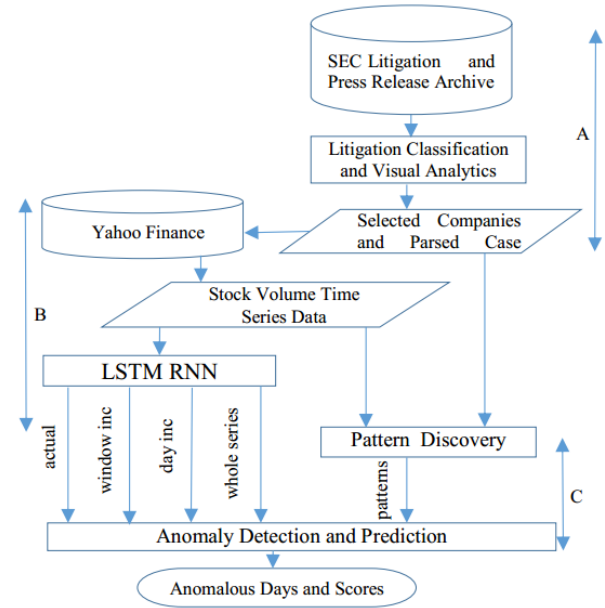 SEC Litigation and
Press Release Archive
A
Litigation Classification
and Visual Analytics
Selected Companies
and Parsed Case
Yahoo Finance
Stock Volume Time
Series Data
B
LSTM RNN
actual
window inc
day inc
whole series
Pattern Discovery
patterns
C
Anomaly Detection and Prediction
Anomalous Days and Scores